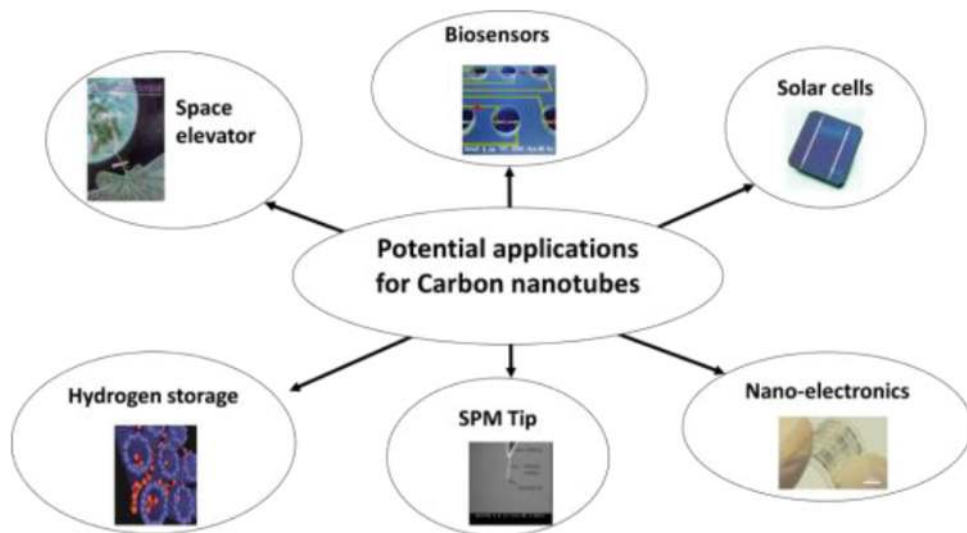 Biosensors
Space
elevator
Solar cells
Potential applications
for Carbon nanotubes
Hydrogen storage
SPM Tip
Nano-electronics